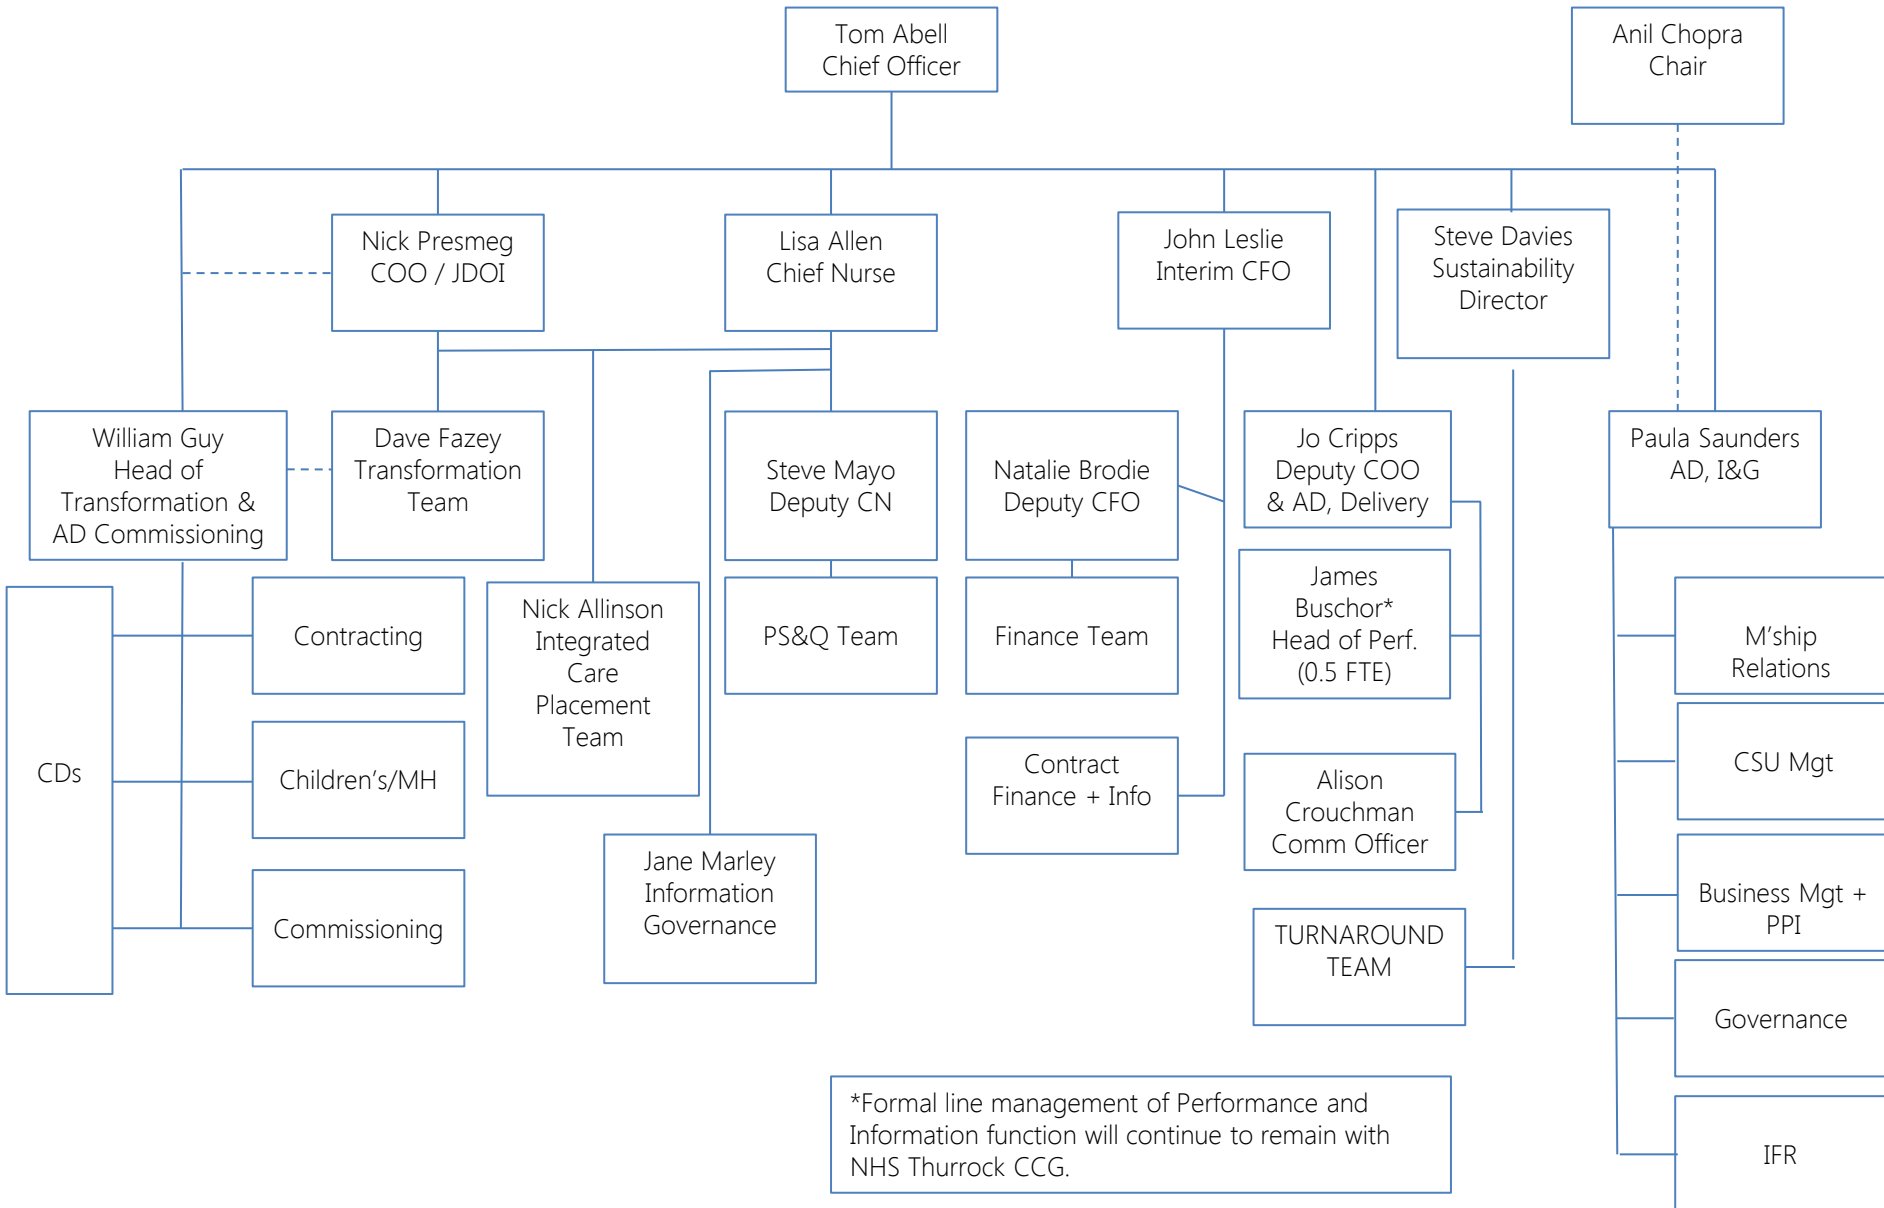 Tom Abell
Chief Officer
Anil Chopra
Chair
Nick Presmeg
COO / JDOI
Lisa Allen
Chief Nurse
John Leslie
Interim CFO
Steve Davies
Sustainability
Director
William Guy
Head of
Transformation &
AD Commissioning
Dave Fazey
Transformation
Team
Steve Mayo
Deputy CN
Natalie Brodie
Deputy CFO
Jo Cripps
Deputy COO
& AD, Delivery
Paula Saunders
AD, I&G
CDs
Contracting
Children’s/MH
Commissioning
Nick Allinson
Integrated
Care
Placement
Team
PS&Q Team
Finance Team
James
Buschor*
Head of Perf.
(0.5 FTE)
M’ship
Relations
Contract
Finance + Info
Alison
Crouchman
Comm Officer
CSU Mgt
Jane Marley
Information
Governance
Business Mgt +
PPI
TURNAROUND
TEAM
Governance
*Formal line management of Performance and
Information function will continue to remain with
NHS Thurrock CCG.
IFR